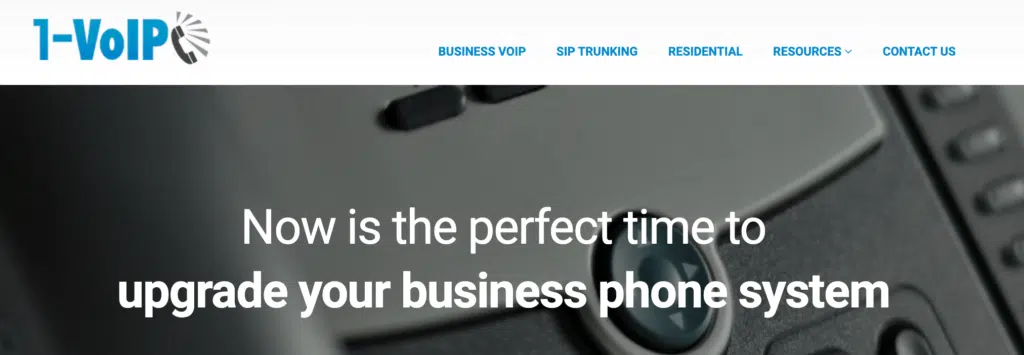 1-VoIP
BUSINESS VOIP SIP TRUNKING RESIDENTIAL RESOURCES CONTACT US
Now is the perfect time to
upgrade your business phone system